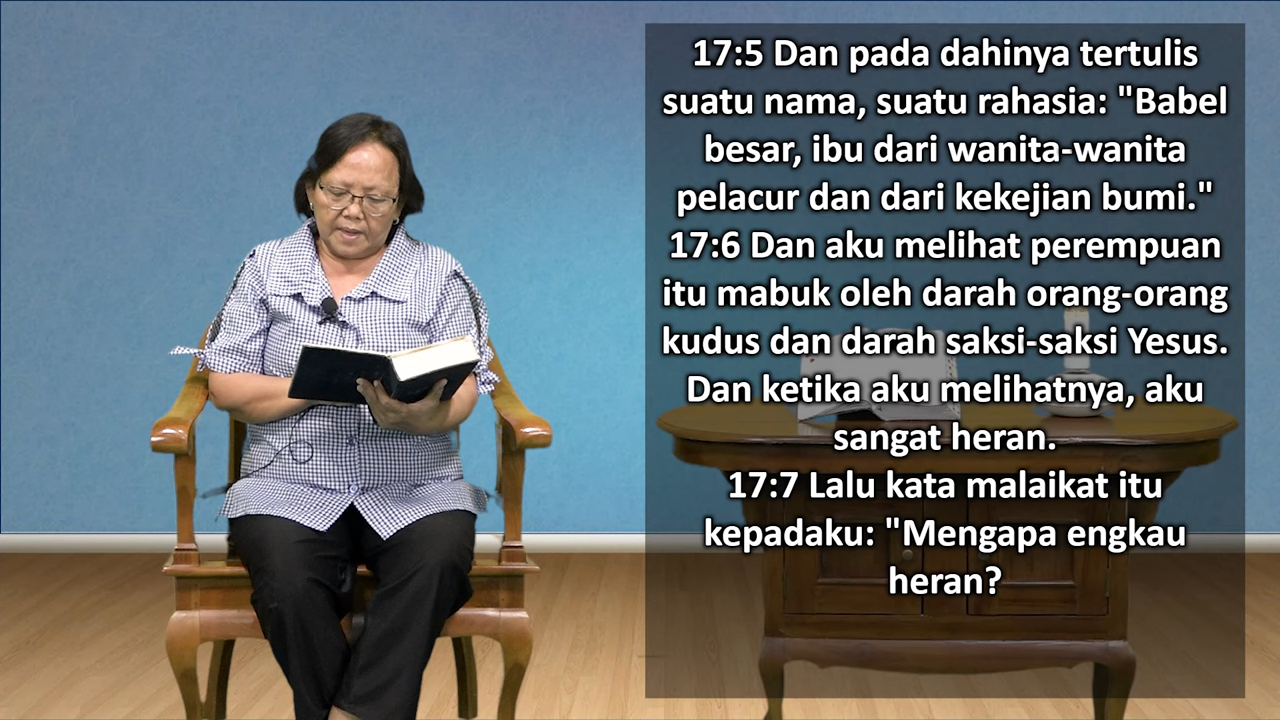 17:5 Dan pada dahinya tertulis
suatu nama, suatu rahasia: "Babel
besar, ibu dari wanita-wanita
pelacur dan dari kekejian bumi."
17:6 Dan aku melihat perempuan
itu mabuk oleh darah orang-orang
kudus dan darah saksi-saksi Yesus.
Dan ketika aku melihatnya, aku
sangat heran.
17:7 Lalu kata malaikat itu
kepadaku: "Mengapa engkau
heran?